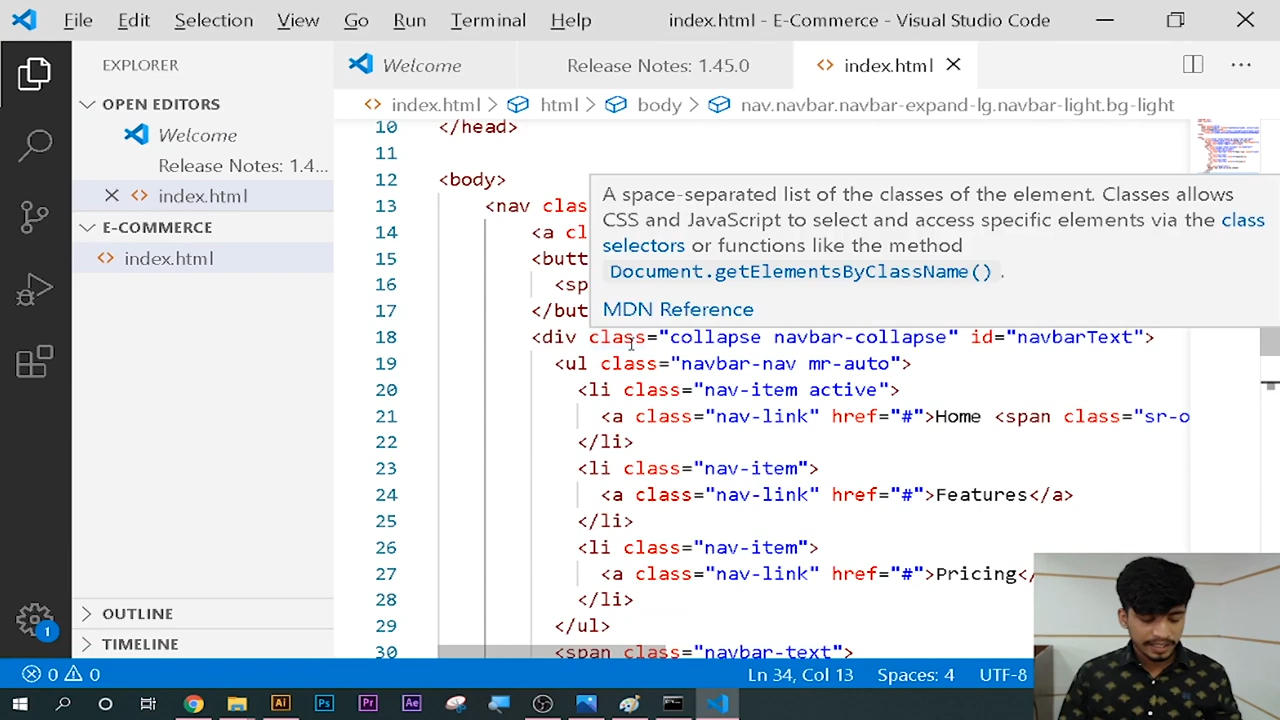 File Edit Selection View Go Run Terminal Help index.html - E-Commerce - Visual Studio Code
EXPLORER
Welcome
Release Notes: 1.45.0
index.html
OPEN EDITORS
Welcome
Release Notes: 1.4...
index.html
E-COMMERCE
index.html
OUTLINE
TIMELINE
1
index.html > html > body > nav.navbar.navbar-expand-lg.navbar-light.bg-light
10 </head>
11
12 <body>
13 <nav clas
14 <a cl
15 <butt
16 <sp
17 </but
18 <div class="collapse navbar-collapse" id="navbarText">
19 <ul class="navbar-nav mr-auto">
20 <li class="nav-item active">
21 <a class="nav-link" href="#">Home <span class="sr-o
22 </li>
23 <li class="nav-item">
24 <a class="nav-link" href="#">Features</a>
25 </li>
26 <li class="nav-item">
27 <a class="nav-link" href="#">Pricing</
28 </li>
29 </ul>
30 <span class="navbar-text">
A space-separated list of the classes of the element. Classes allows
CSS and JavaScript to select and access specific elements via the class
selectors or functions like the method
Document.getElementsByClassName() .
MDN Reference
0 0 Ln 34, Col 13 Spaces: 4 UTF-8
Ai Ps Pr Ae